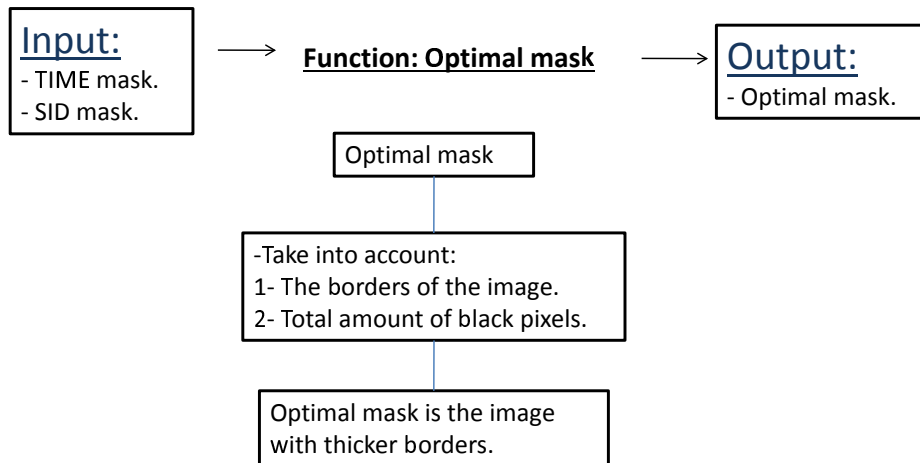 Input:
- TIME mask.
- SID mask.
Function: Optimal mask
Output:
- Optimal mask.
Optimal mask
-Take into account:
1- The borders of the image.
2- Total amount of black pixels.
Optimal mask is the image
with thicker borders.